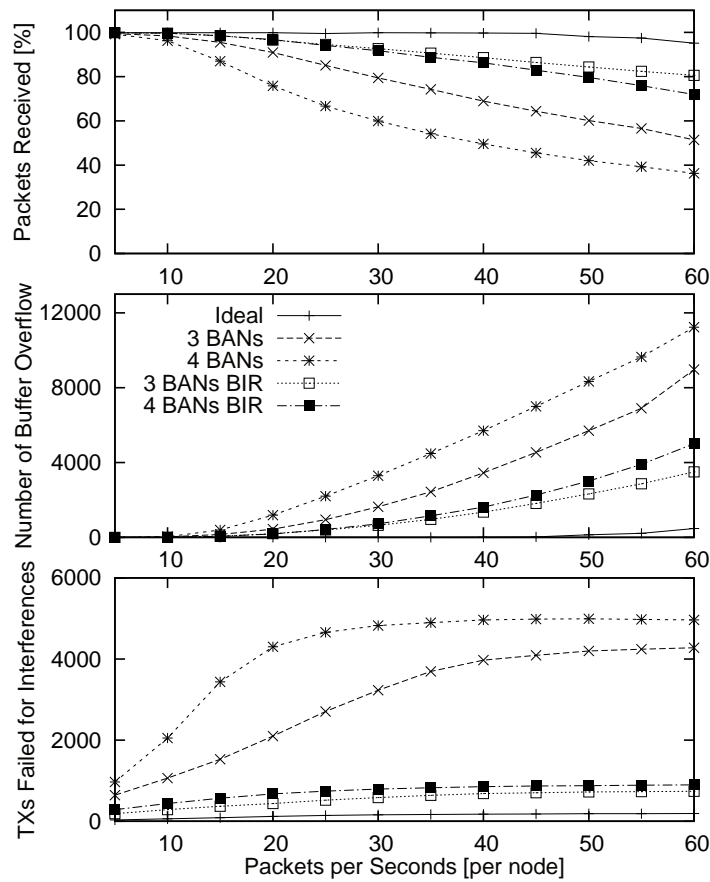 Packets Received [%]
100
80
60
40
20
0
10 20 30 40 50 60
Number of Buffer Overflow
12000
8000
4000
0
Ideal
3 BANs
4 BANs
3 BANs BIR
4 BANs BIR
10 20 30 40 50 60
TXs Failed for Interferences
6000
4000
2000
0
10 20 30 40 50 60
Packets per Seconds [per node]